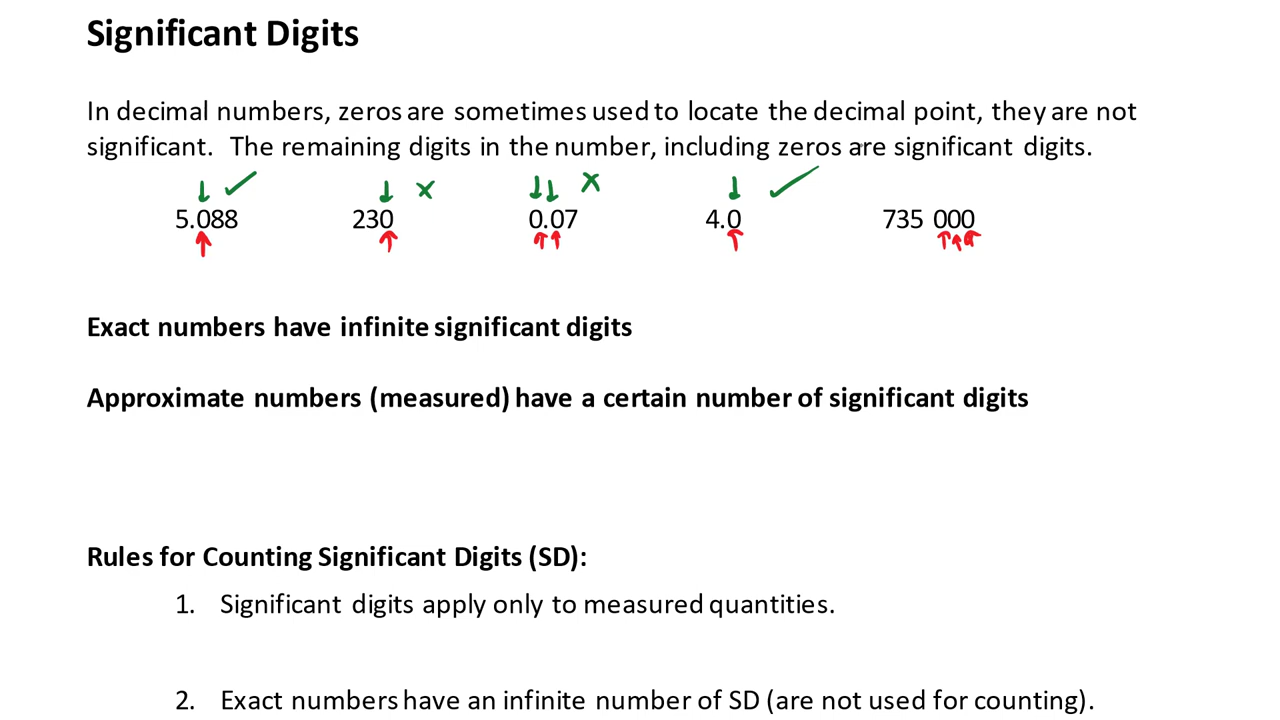 Significant Digits
In decimal numbers, zeros are sometimes used to locate the decimal point, they are not
significant. The remaining digits in the number, including zeros are significant digits.
↓ ✓ ↓ x ↓↓ x ↓ ✓
5.088 230 0.07 4.0 735 000
↑ ↑ ↑↑ ↑ ↑↑↑
Exact numbers have infinite significant digits
Approximate numbers (measured) have a certain number of significant digits
Rules for Counting Significant Digits (SD):
1. Significant digits apply only to measured quantities.
2. Exact numbers have an infinite number of SD (are not used for counting).